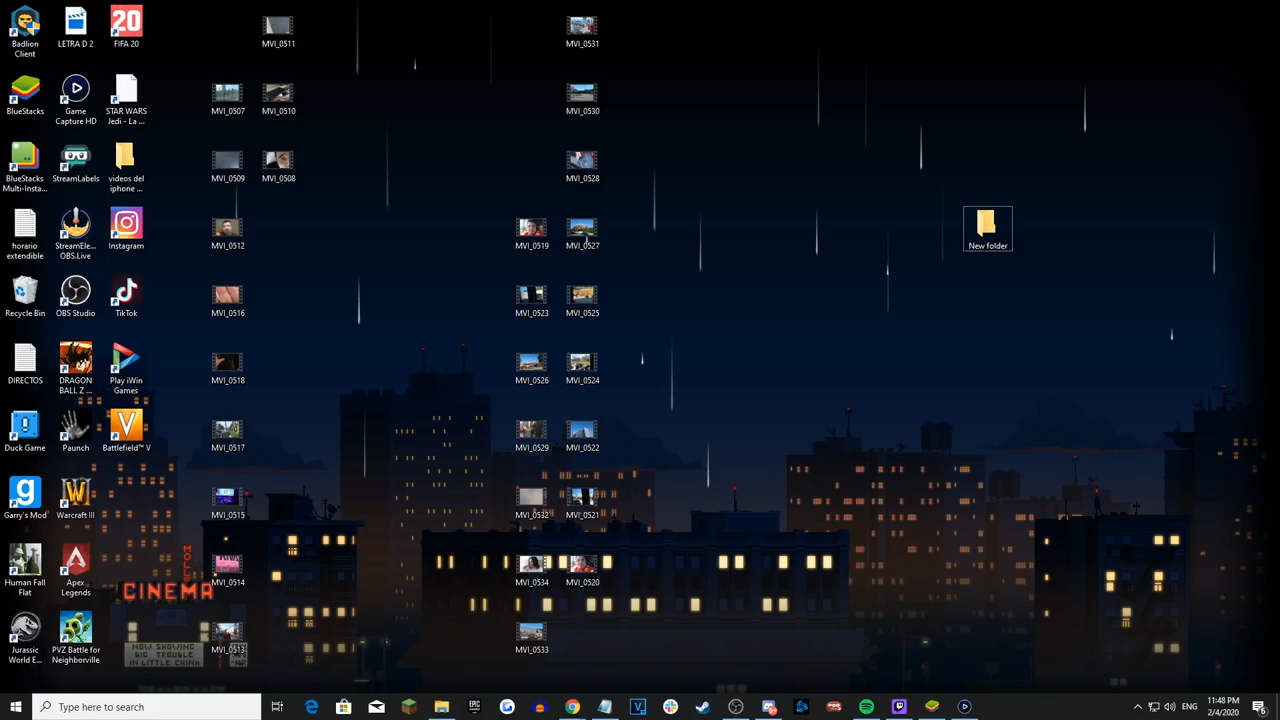 Badlion
Client
LETRA D 2
20
FIFA 20
MVI_0511
MVI_0531
BlueStacks
Game
Capture HD
STAR WARS
Jedi - La ...
MVI_0507
MVI_0510
MVI_0530
BlueStacks
Multi-Insta...
StreamLabels
videos del
iphone ...
MVI_0509
MVI_0508
MVI_0528
horario
extendible
StreamEle...
OBS.Live
Instagram
MVI_0512
MVI_0519
MVI_0527
New folder
Recycle Bin
OBS Studio
TikTok
MVI_0516
MVI_0523
MVI_0525
DIRECTOS
DRAGON
BALL Z ...
Play iWin
Games
MVI_0518
MVI_0526
MVI_0524
Duck Game
Paunch
V
Battlefield™ V
MVI_0517
MVI_0529
MVI_0522
g
Garry's Mod
Warcraft III
MVI_0515
MVI_0532
MVI_0521
Human Fall
Flat
Apex
Legends
MOLLE
CINEMA
MVI_0514
MVI_0534
MVI_0520
Jurassic
World E...
PVZ Battle for
Neighborville
NOW SHOWING
BIG TROUBLE
IN LITTLE CHINA
MVI_0513
MVI_0533
Type here to search
EPIC
GAMES
V
ENG
11:48 PM
2/4/2020
6